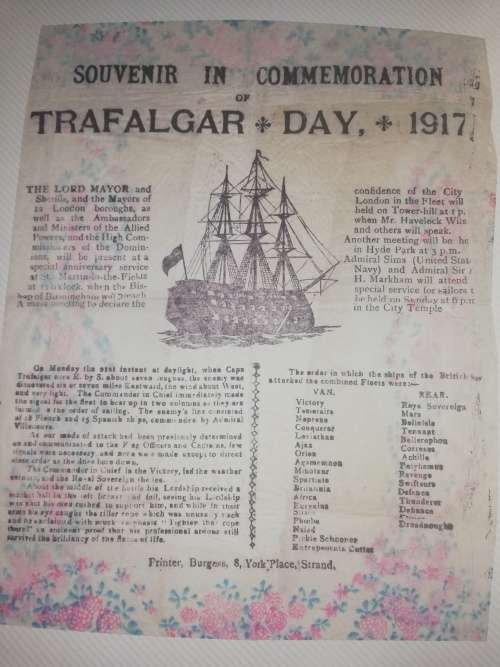 SOUVENIR IN COMMEMORATION
OF
TRAFALGAR DAY, 1917
THE LORD MAYOR and
Sheriffs, and the Mayors of
12 London boroughs, as
well as the Ambassadors
and Ministers of the Allied
Powers, and the High Com-
missioners of the Domin-
ions, will be present at a
special anniversary service
at St. Martin-in-the-Fields
at o'clock, when the Bis-
hop of Birmingham will preach
A mass meeting to declare the
confidence of the City
London in the Fleet will
held on Tower-hill at 1 p.
when Mr. Havelock Wils
and others will speak.
Another meeting will be he
in Hyde Park at 3 p.m.
Admiral Sims (United Stat
Navy) and Admiral Sir
H. Markham will attend
special service for sailors t
be held on Sunday at 6 p.m
in the City Temple
On Monday the 21st instant at daylight, when Cape
Trafalgar bore E. by S. about seven leagues, the enemy was
discovered six or seven miles Eastward, the wind about West,
and very light. The Commander in Chief immediately made
the signal for the fleet to bear up in two columns as they are
formed in the order of sailing. The enemy's line consisted
of 18 French and 15 Spanish ships, commanded by Admiral
Villeneuve.
As our mode of attack had been previously determined
on and communicated to the Flag Officers and Captains, few
signals were necessary and none were made except to direct
close order as the lines bore down.
The Commander in Chief in the Victory, led the weather
column, and the Royal Sovereign the lee.
About the middle of the battle his Lordship received a
musket ball in the left breast and fell, seeing his Lordship
was shot his men rushed to support him, and while in their
arms his eye caught the tiller rope which was unusually slack
and he exclaimed with much "Tighten that rope
there!" an evident proof that his professional ardour still
survived the brilliancy of the flame of life.
The order in which the ships of the British Squ
attacked the combined Fleets were:—
VAN.
Victory
Temeraire
Neptune
Conqueror
Leviathan
Ajax
Orion
Agamemnon
Minotaur
Spartiate
Britannia
Africa
Euryalus
Sirius
Phoebe
Naiad
Pickle Schooner
Entreprenante Cutter
REAR.
Roya Sovereign
Mars
Belleisle
Tonnant
Bellerophon
Colossus
Achille
Polyphemus
Revenge
Swiftsure
Defence
Thunderer
Defiance
Dreadnought
Printer, Burgess, 8, York Place, Strand.